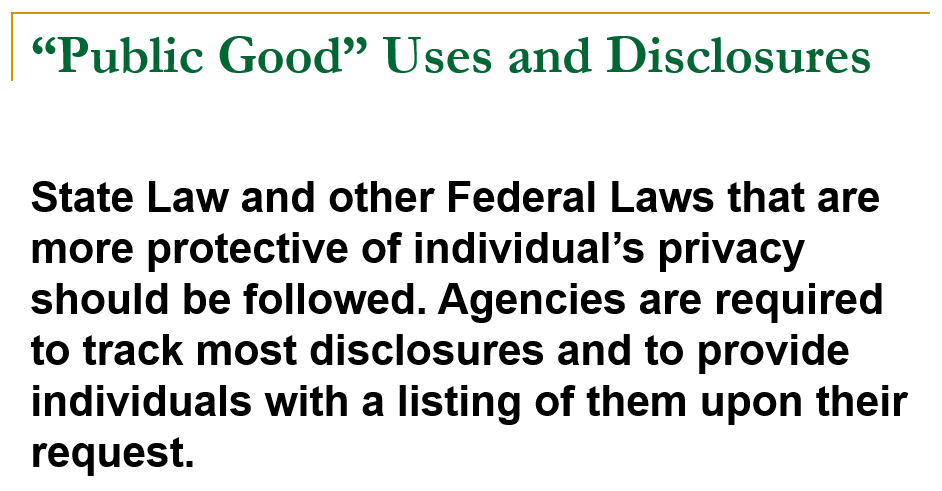 “Public Good” Uses and Disclosures
State Law and other Federal Laws that are
more protective of individual’s privacy
should be followed. Agencies are required
to track most disclosures and to provide
individuals with a listing of them upon their
request.